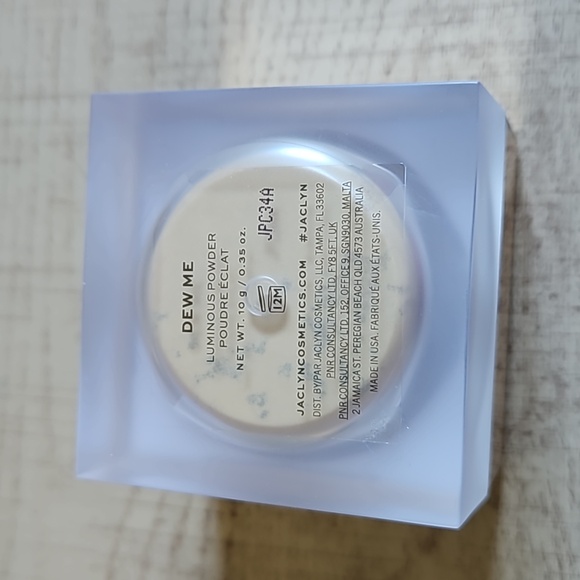 DEW ME
LUMINOUS POWDER
POUDRE ÉCLAT
NET WT. 10 g / 0.35 oz.
JPC34A
12M
JACLYNCOSMETICS.COM #JACLYN
DIST. BY/PAR JACLYN COSMETICS, LLC, TAMPA, FL33602
PNR CONSULTANCY LTD, FY8 5FT, UK
PNR CONSULTANCY LTD, 152, OFFICE 9, SGN9030, MALTA
2 JAMAICA ST, PEREGIAN BEACH QLD 4573 AUSTRALIA
MADE IN USA. FABRIQUÉ AUX ÉTATS-UNIS.